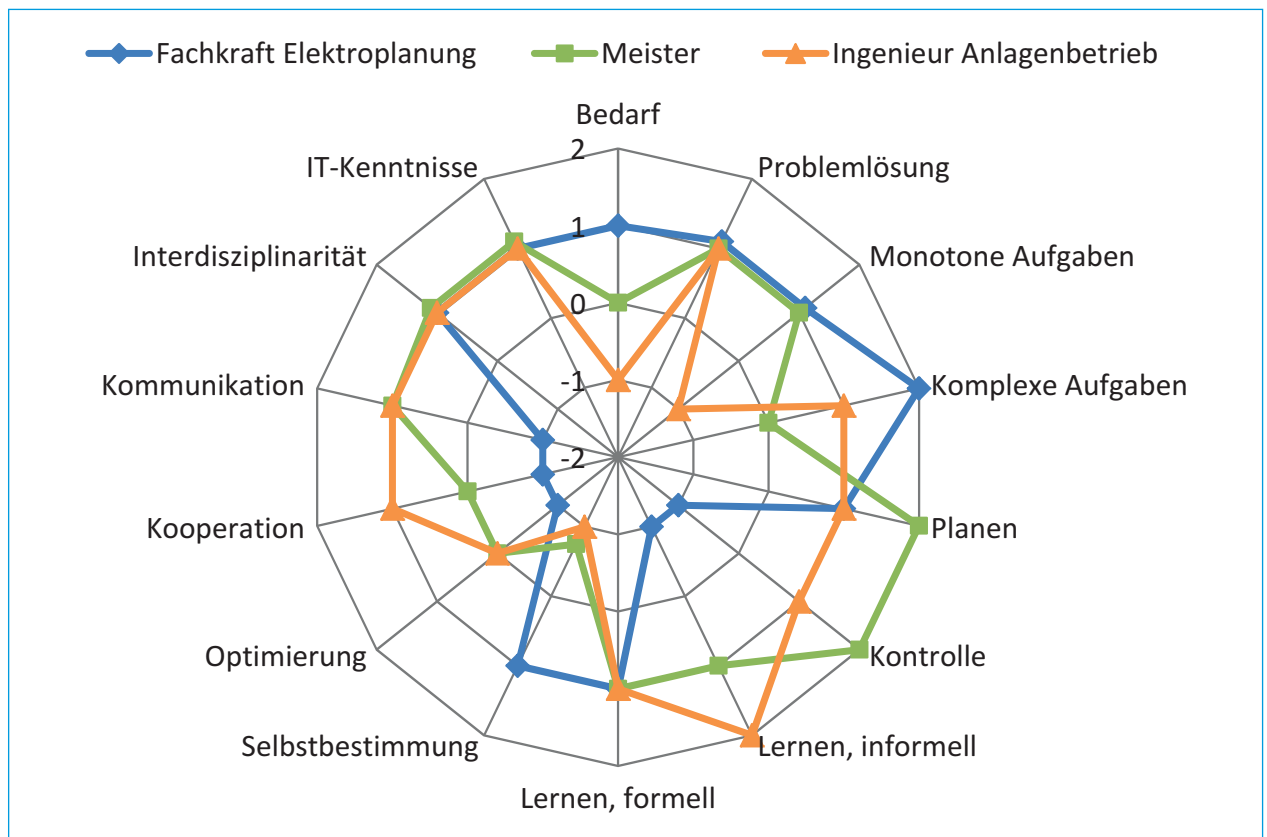 Fachkraft Elektroplanung Meister Ingenieur Anlagenbetrieb
Bedarf
2
IT-Kenntnisse Problemlösung
1
Interdisziplinarität Monotone Aufgaben
0
Kommunikation -1 Komplexe Aufgaben
-2
Kooperation Planen
Optimierung Kontrolle
Selbstbestimmung Lernen, informell
Lernen, formell